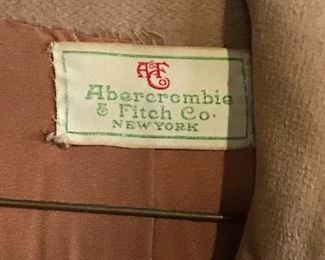 A&F
Co
Abercrombie
& Fitch Co.
NEW YORK